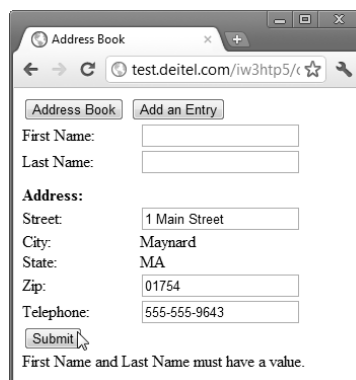 Address Book
test.deitel.com/iw3htp5/
Address Book Add an Entry
First Name:
Last Name:
Address:
Street: 1 Main Street
City: Maynard
State: MA
Zip: 01754
Telephone: 555-555-9643
Submit
First Name and Last Name must have a value.